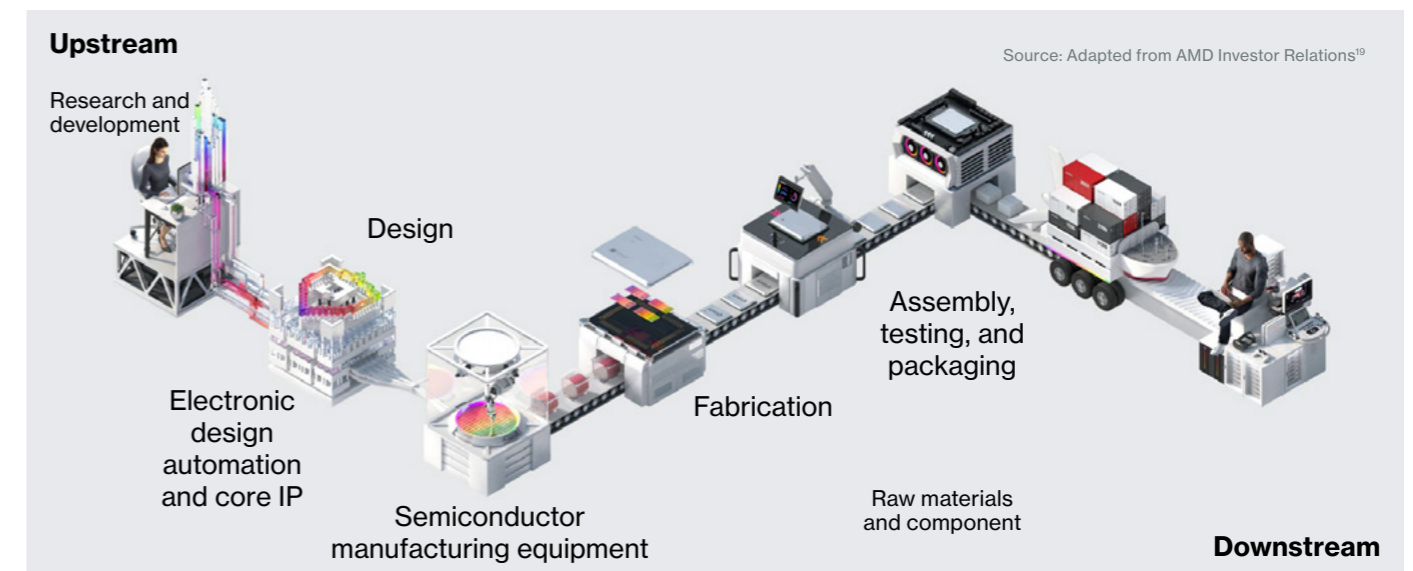 Upstream
Source: Adapted from AMD Investor Relations¹⁹
Research and
development
Design
Electronic
design
automation
and core IP
Semiconductor
manufacturing equipment
Fabrication
Assembly,
testing, and
packaging
Raw materials
and component
Downstream